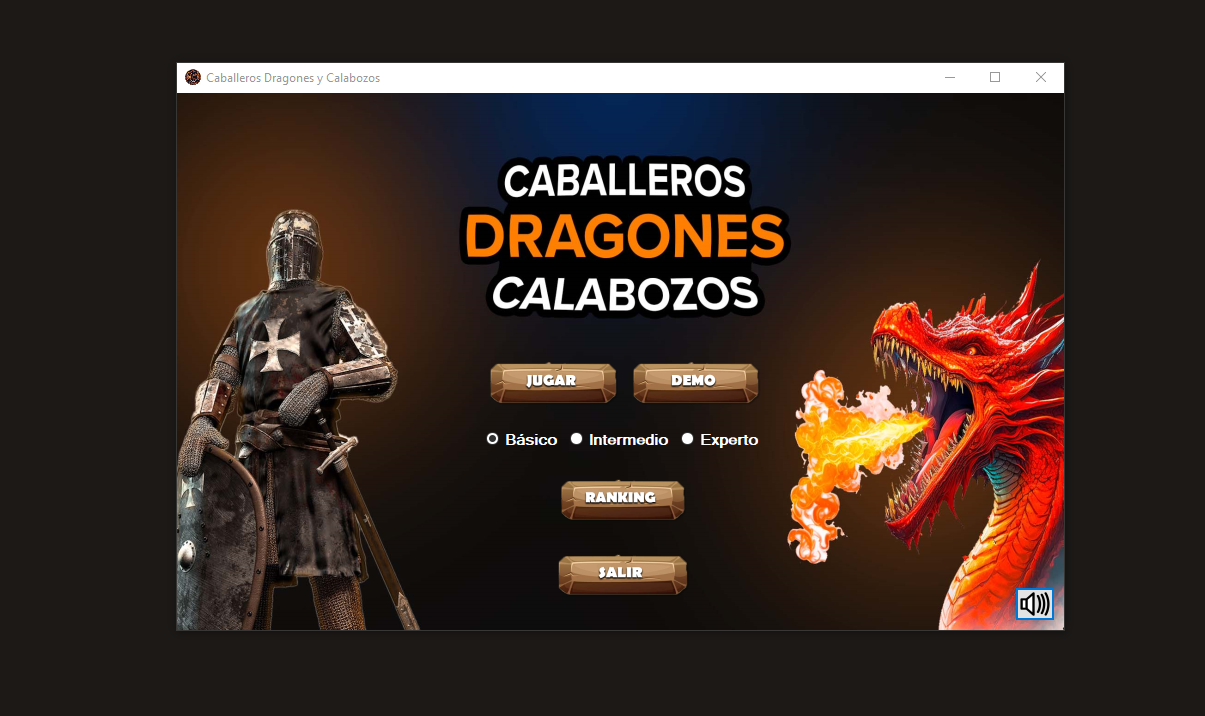 Caballeros Dragones y Calabozos
CABALLEROS
DRAGONES
CALABOZOS
JUGAR DEMO
Básico Intermedio Experto
RANKING
SALIR